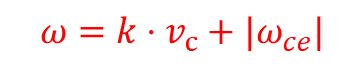 ω = k · v_c + |ω_ce|